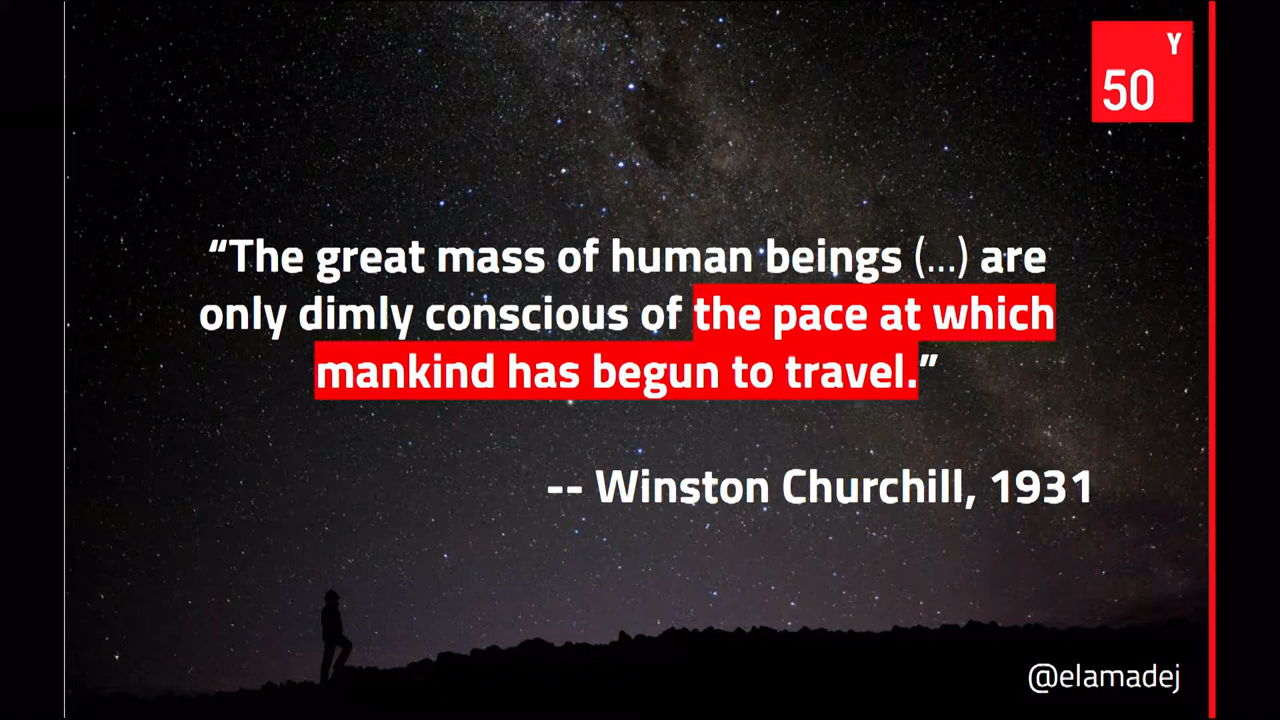 Y
50
“The great mass of human beings (...) are
only dimly conscious of the pace at which
mankind has begun to travel.”
-- Winston Churchill, 1931
@elamadej